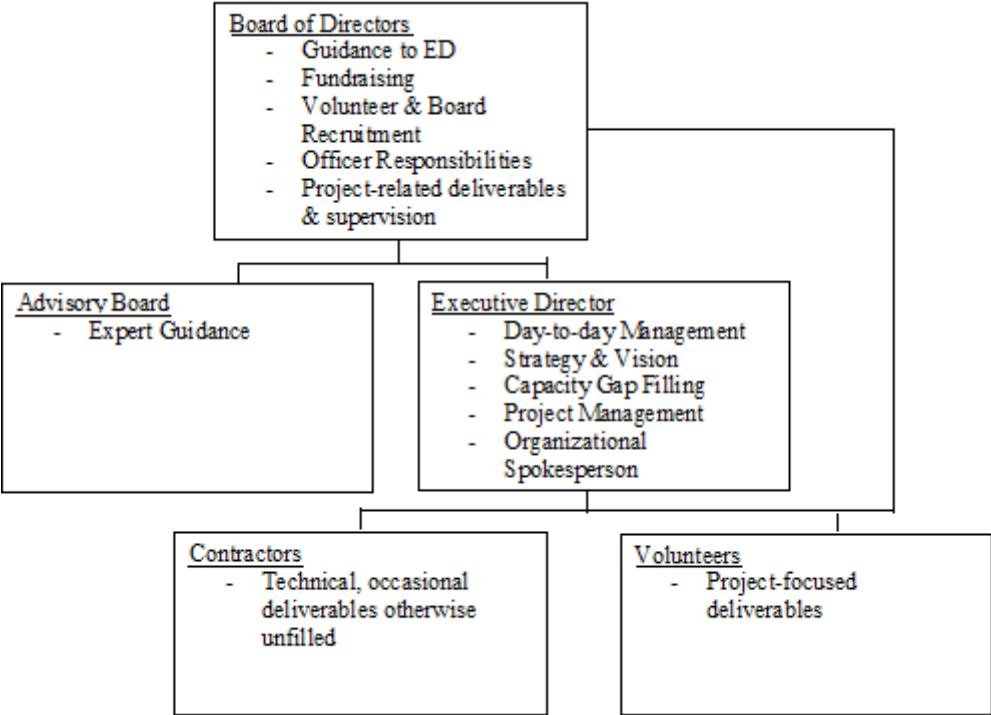 Board of Directors
- Guidance to ED
- Fundraising
- Volunteer & Board
Recruitment
- Officer Responsibilities
- Project-related deliverables
& supervision
Advisory Board
- Expert Guidance
Executive Director
- Day-to-day Management
- Strategy & Vision
- Capacity Gap Filling
- Project Management
- Organizational
Spokesperson
Contractors
- Technical, occasional
deliverables otherwise
unfilled
Volunteers
- Project-focused
deliverables